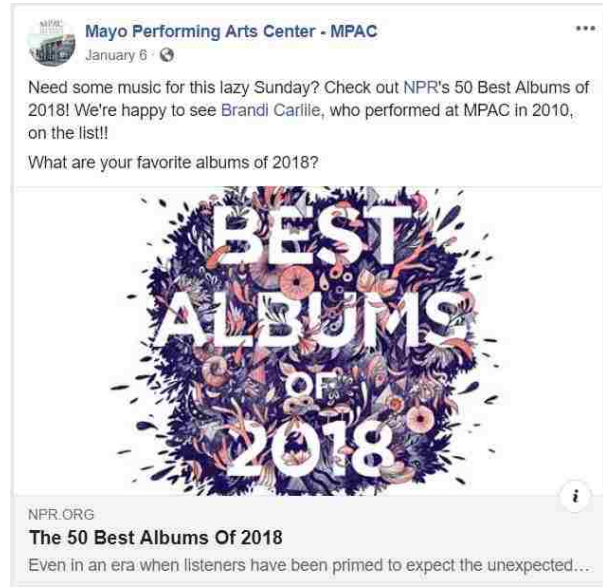 Mayo Performing Arts Center - MPAC
January 6
Need some music for this lazy Sunday? Check out NPR's 50 Best Albums of
2018! We're happy to see Brandi Carlile, who performed at MPAC in 2010,
on the list!!
What are your favorite albums of 2018?
BEST
ALBUMS
OF
2018
i
NPR.ORG
The 50 Best Albums Of 2018
Even in an era when listeners have been primed to expect the unexpected...